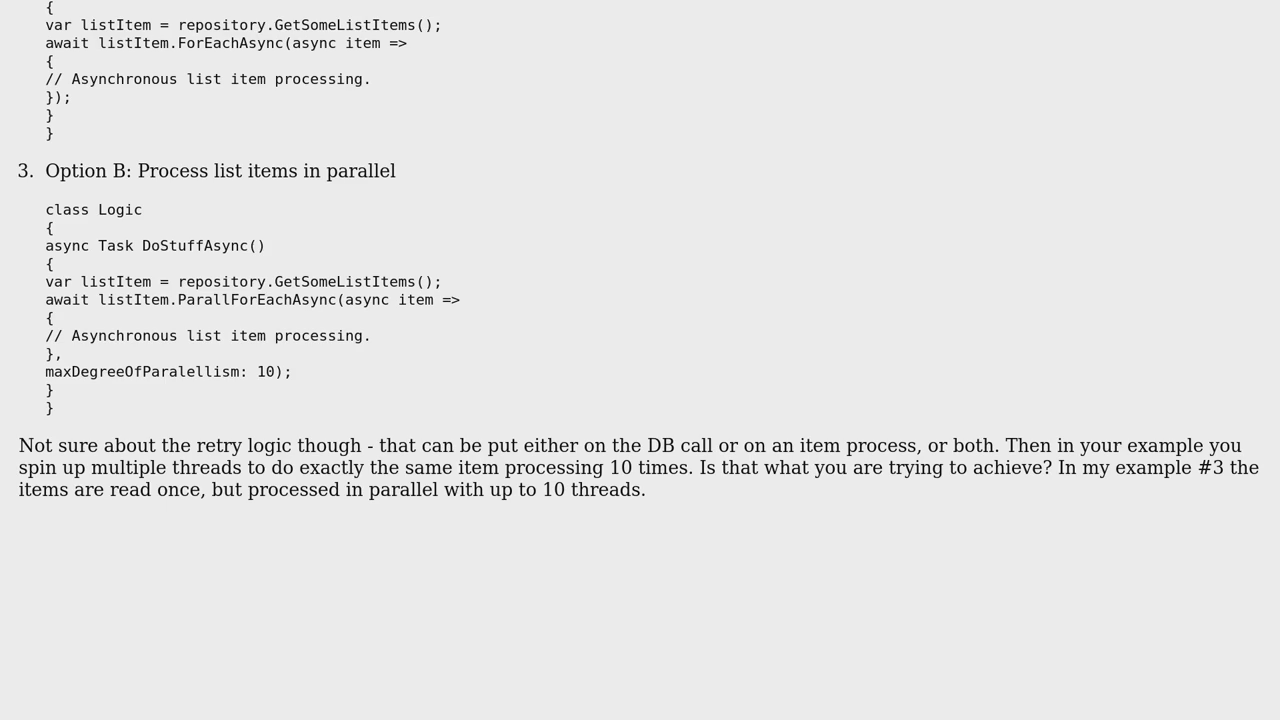 {
var listItem = repository.GetSomeListItems();
await listItem.ForEachAsync(async item =>
{
// Asynchronous list item processing.
});
}
}
3. Option B: Process list items in parallel
class Logic
{
async Task DoStuffAsync()
{
var listItem = repository.GetSomeListItems();
await listItem.ParallForEachAsync(async item =>
{
// Asynchronous list item processing.
},
maxDegreeOfParalellism: 10);
}
}
Not sure about the retry logic though - that can be put either on the DB call or on an item process, or both. Then in your example you
spin up multiple threads to do exactly the same item processing 10 times. Is that what you are trying to achieve? In my example #3 the
items are read once, but processed in parallel with up to 10 threads.